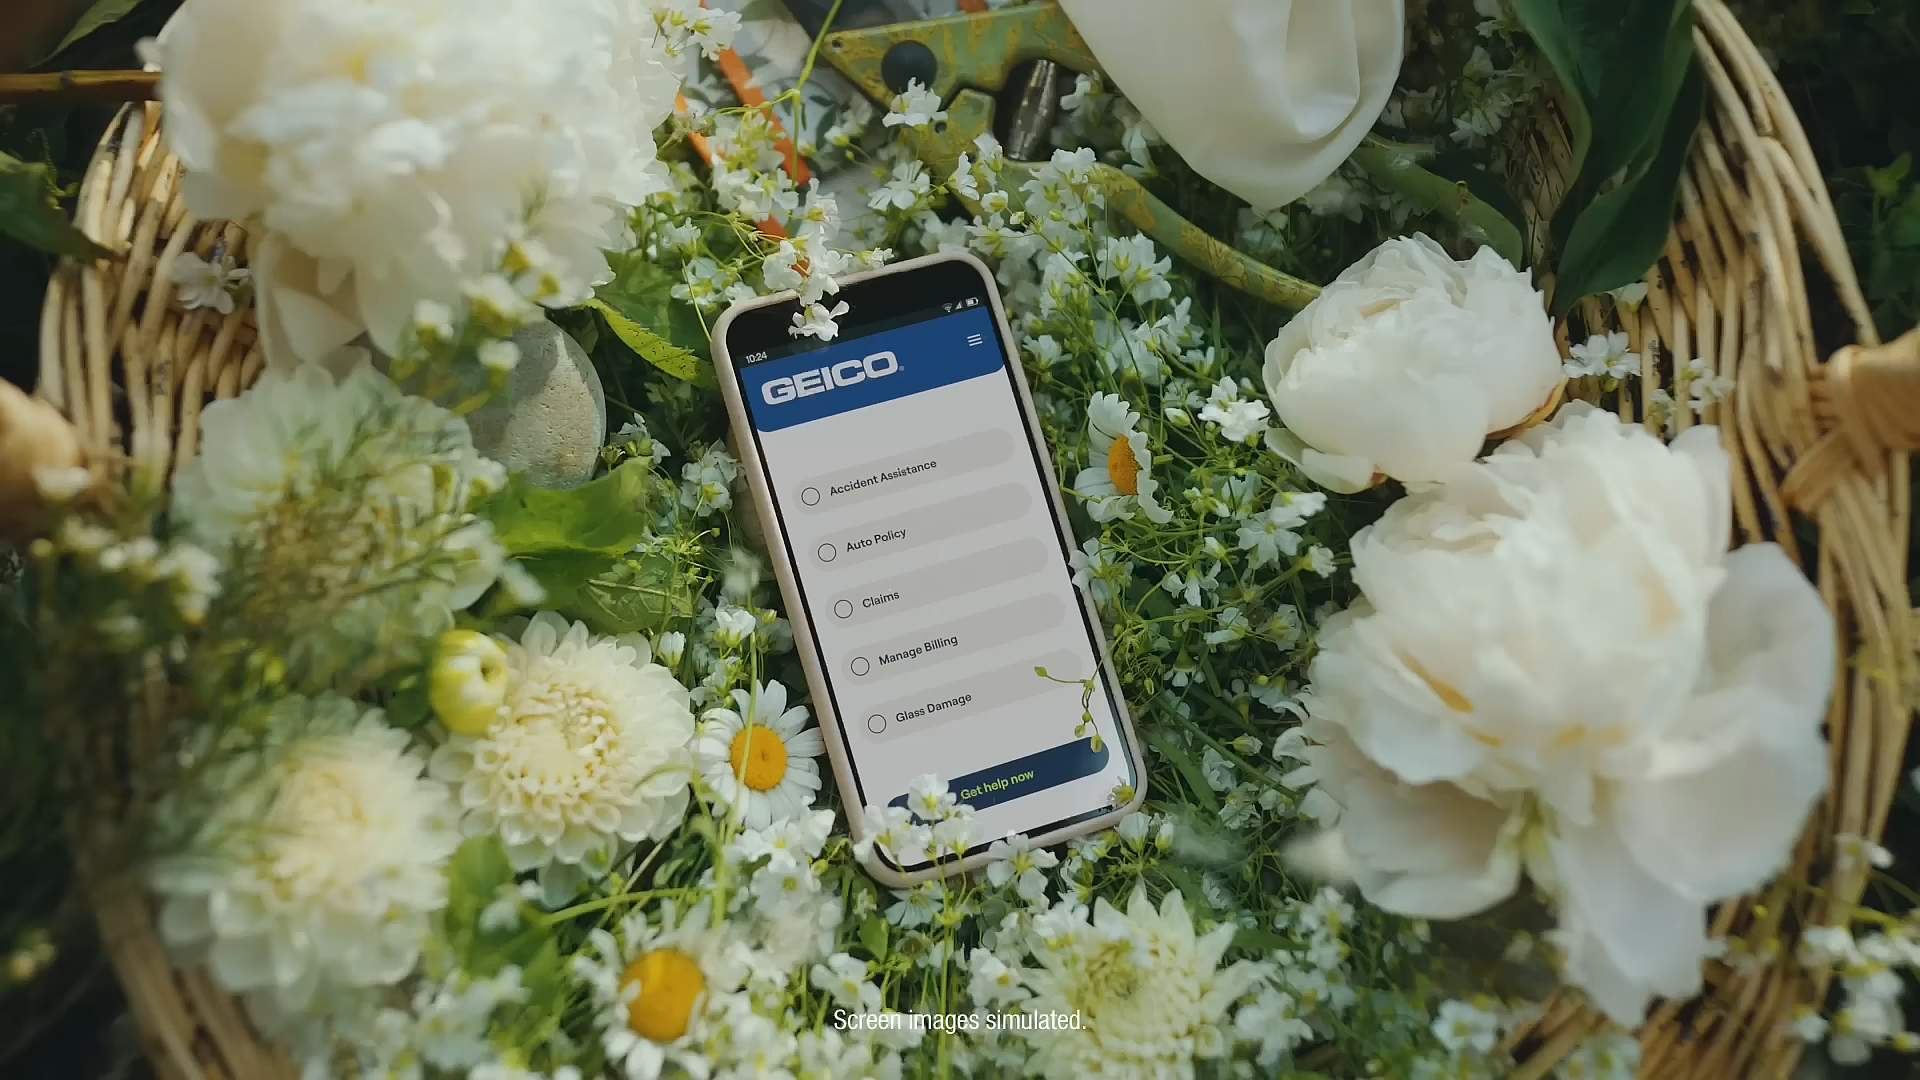 10:24
GEICO
Accident Assistance
Auto Policy
Claims
Manage Billing
Glass Damage
Get help now
Screen images simulated.